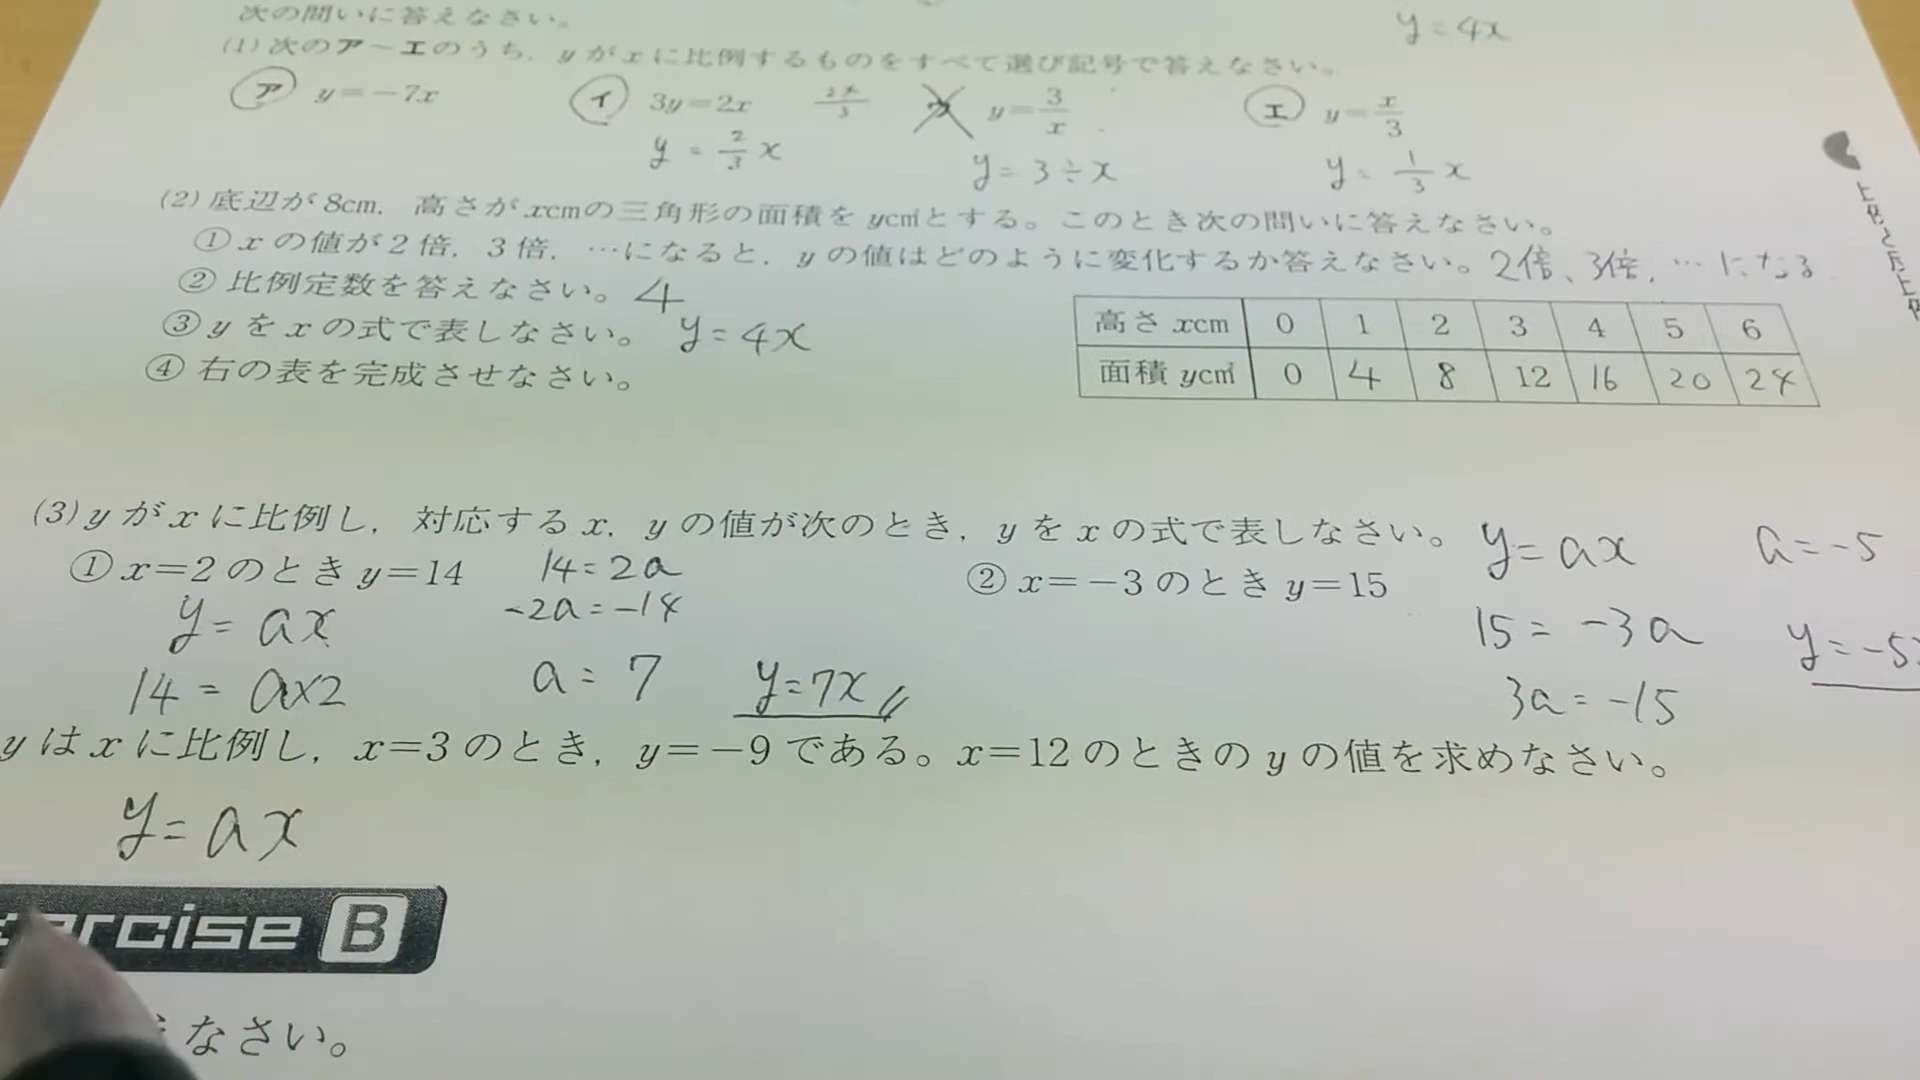 次の問いに答えなさい。
y=4x
(1)次のア～エのうち, yがxに比例するものをすべて選び記号で答えなさい。
ア y=-7x イ 3y=2x 2x/3 ウ y=3/x エ y=x/3
y=2/3x y=3÷x y=1/3x
(2)底辺が8cm, 高さがxcmの三角形の面積をycm²とする。このとき次の問いに答えなさい。
①xの値が2倍, 3倍, …になると, yの値はどのように変化するか答えなさい。2倍、3倍, …になる
②比例定数を答えなさい。4
③yをxの式で表しなさい。y=4x
④右の表を完成させなさい。
高さxcm 0 1 2 3 4 5 6
面積ycm² 0 4 8 12 16 20 24
(3)yがxに比例し, 対応するx, yの値が次のとき, yをxの式で表しなさい。
①x=2のときy=14
14=2a
-2a=-14
y=ax
14=a×2
a=7
y=7x
②x=-3のときy=15
y=ax
15=-3a
3a=-15
a=-5
y=-5x
yはxに比例し, x=3のとき, y=-9である。x=12のときのyの値を求めなさい。
y=ax
ercise B
なさい。